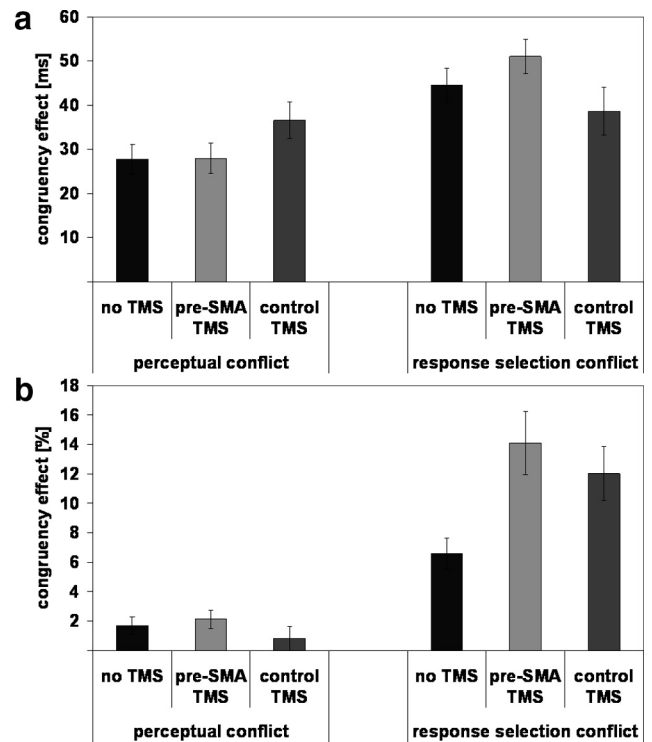 a
congruency effect [ms]
60
50
40
30
20
10
no TMS
pre-SMA TMS
control TMS
no TMS
pre-SMA TMS
control TMS
perceptual conflict
response selection conflict
b
congruency effect [%]
18
16
14
12
10
8
6
4
2
no TMS
pre-SMA TMS
control TMS
no TMS
pre-SMA TMS
control TMS
perceptual conflict
response selection conflict